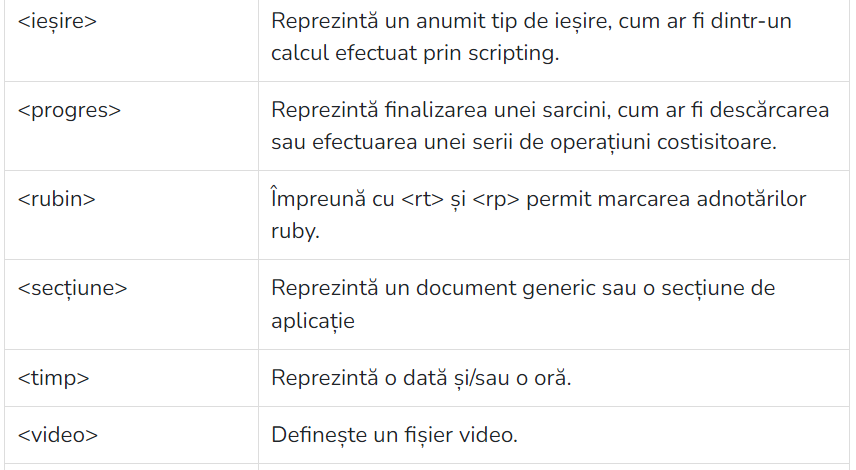 <ieșire> Reprezintă un anumit tip de ieșire, cum ar fi dintr-un
calcul efectuat prin scripting.
<progres> Reprezintă finalizarea unei sarcini, cum ar fi descărcarea
sau efectuarea unei serii de operațiuni costisitoare.
<rubin> Împreună cu <rt> și <rp> permit marcarea adnotărilor
ruby.
<secțiune> Reprezintă un document generic sau o secțiune de
aplicație
<timp> Reprezintă o dată și/sau o oră.
<video> Definește un fișier video.